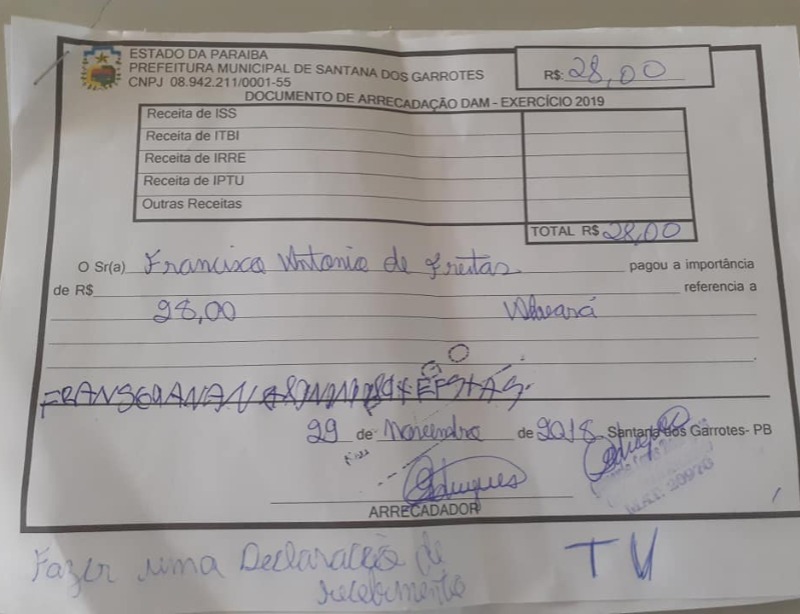 ESTADO DA PARAIBA
PREFEITURA MUNICIPAL DE SANTANA DOS GARROTES
CNPJ 08.942.211/0001-55
R$: 28,00
DOCUMENTO DE ARRECADAÇÃO DAM - EXERCÍCIO 2019
Receita de ISS
Receita de ITBI
Receita de IRRE
Receita de IPTU
Outras Receitas
TOTAL R$ 28,00
O Sr(a) Francisco Antonio de Freitas pagou a importância
de R$ referencia a
28,00
29 de de 2018 Santana dos Garrotes- PB
ARRECADADOR
Fazer uma Declaração de
recebimento
TV